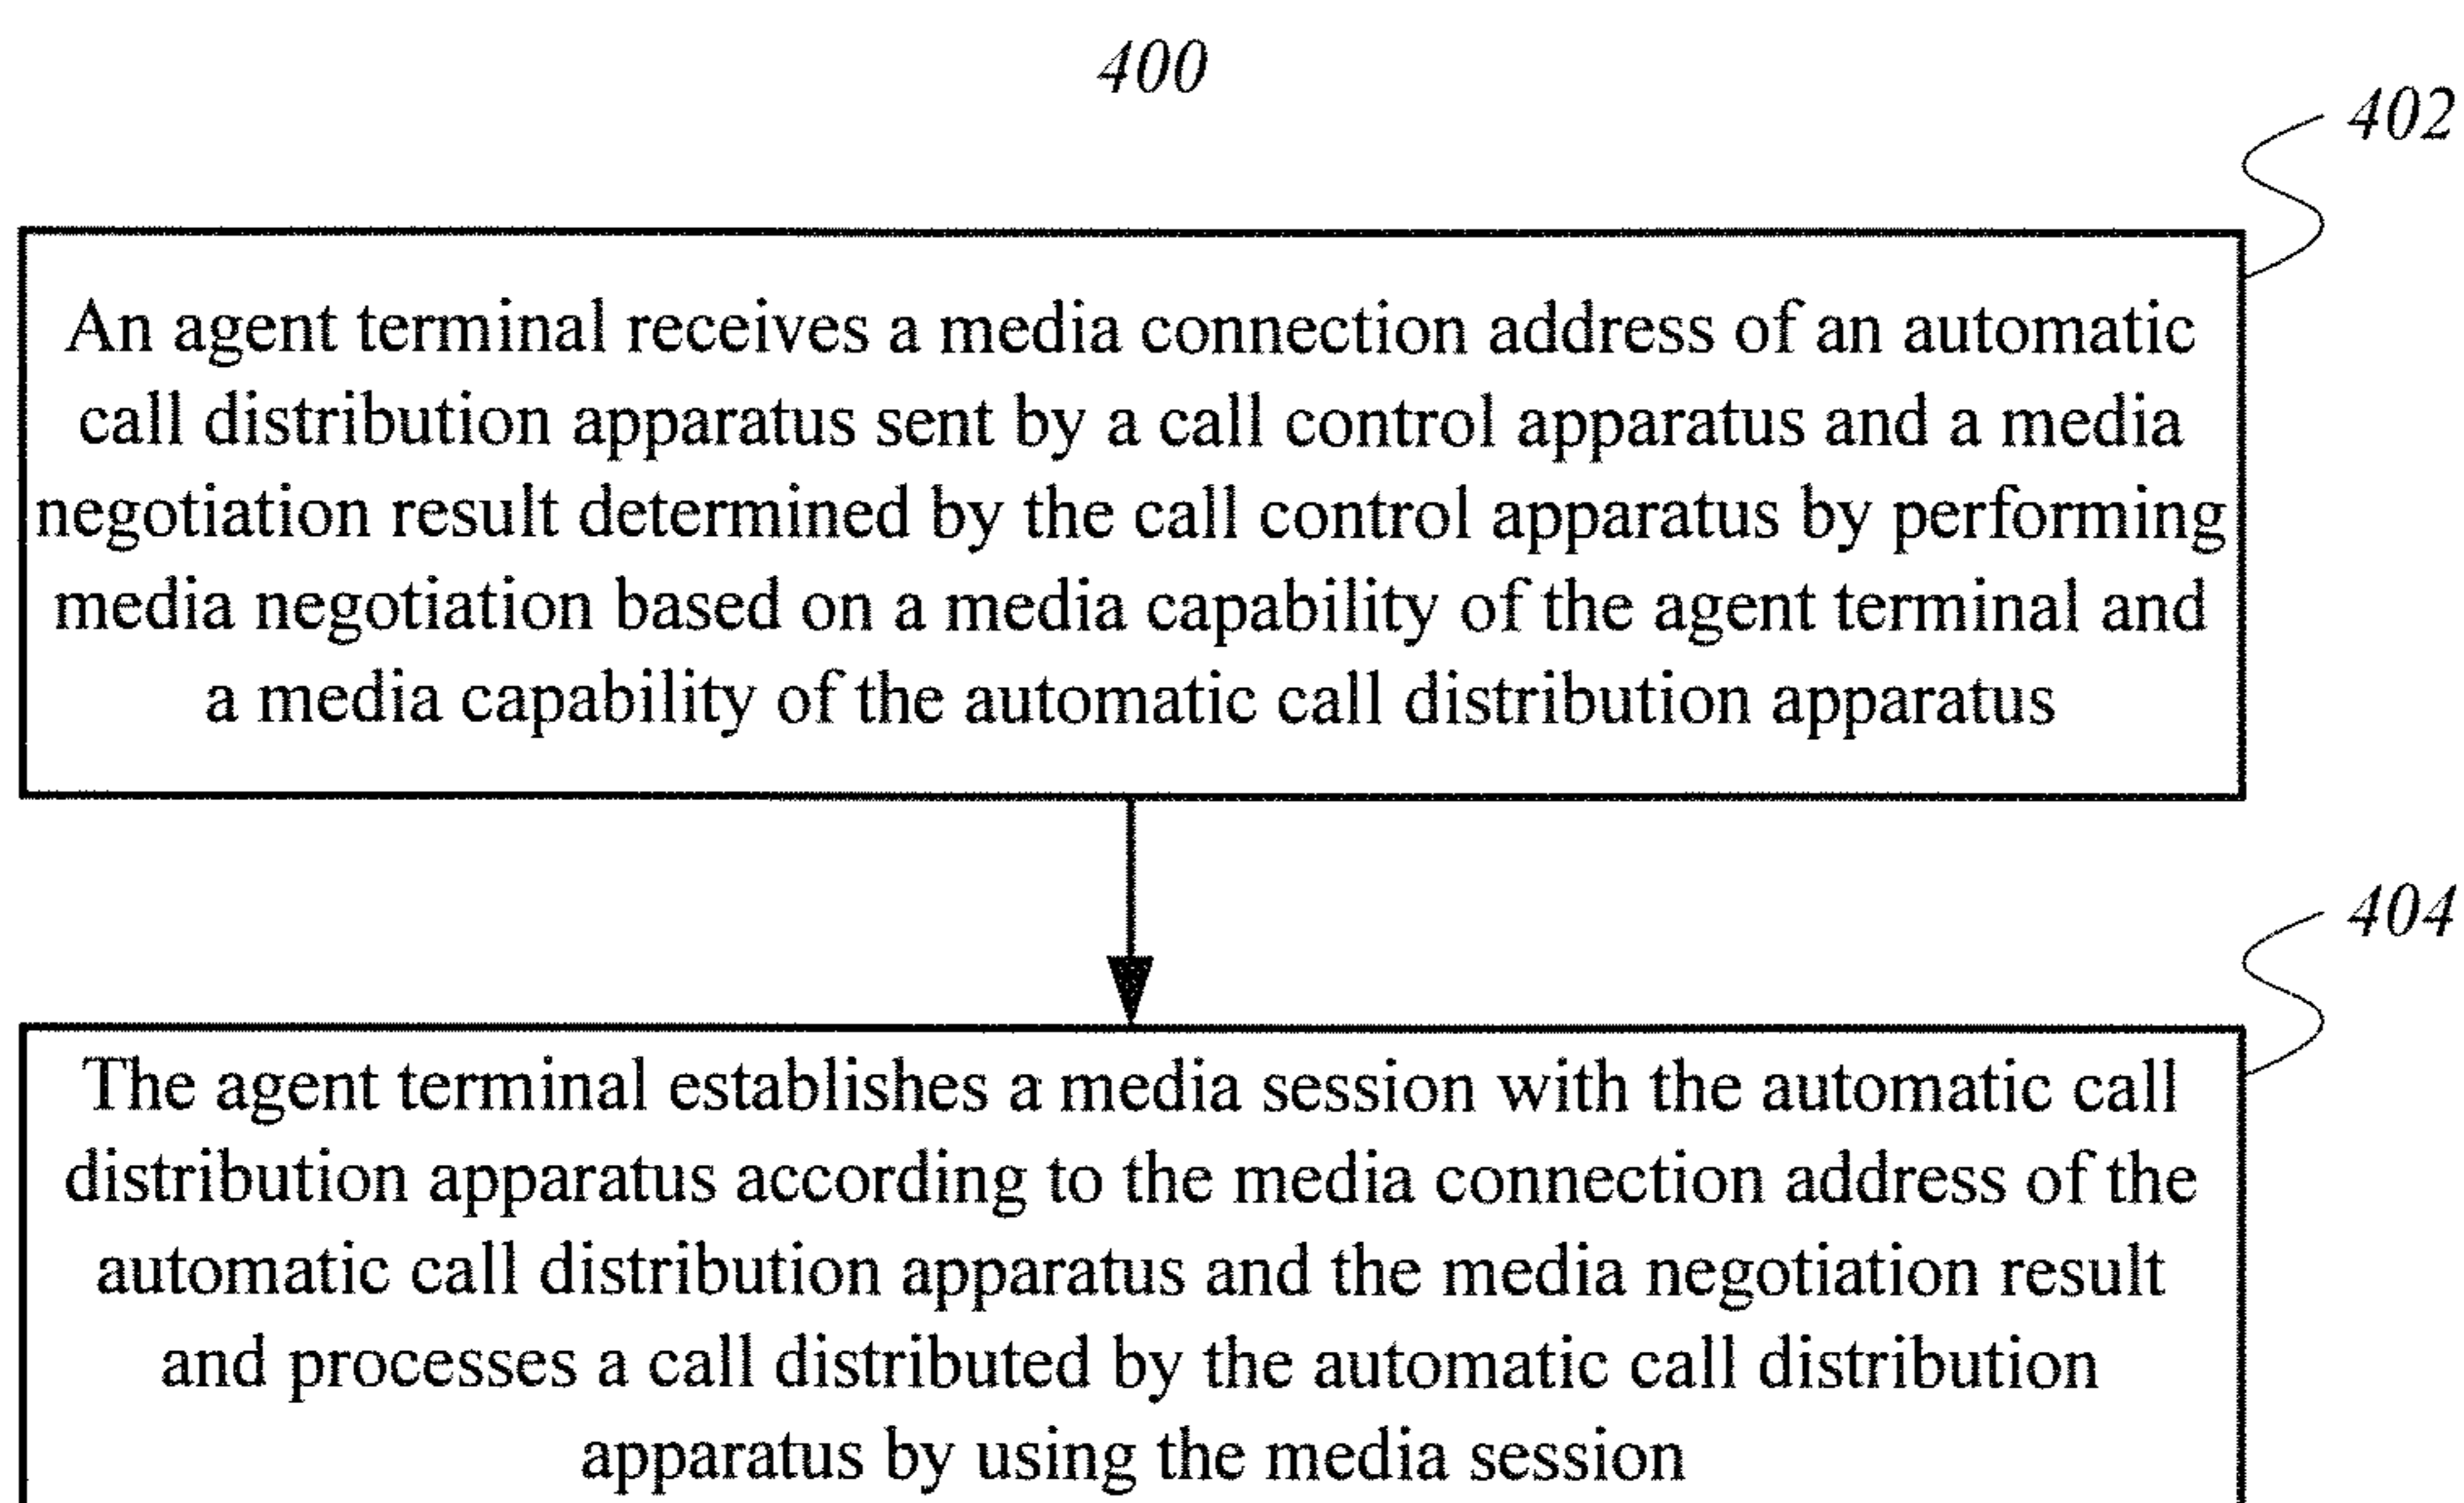 400
402
An agent terminal receives a media connection address of an automatic
call distribution apparatus sent by a call control apparatus and a media
negotiation result determined by the call control apparatus by performing
media negotiation based on a media capability of the agent terminal and
a media capability of the automatic call distribution apparatus
404
The agent terminal establishes a media session with the automatic call
distribution apparatus according to the media connection address of the
automatic call distribution apparatus and the media negotiation result
and processes a call distributed by the automatic call distribution
apparatus by using the media session